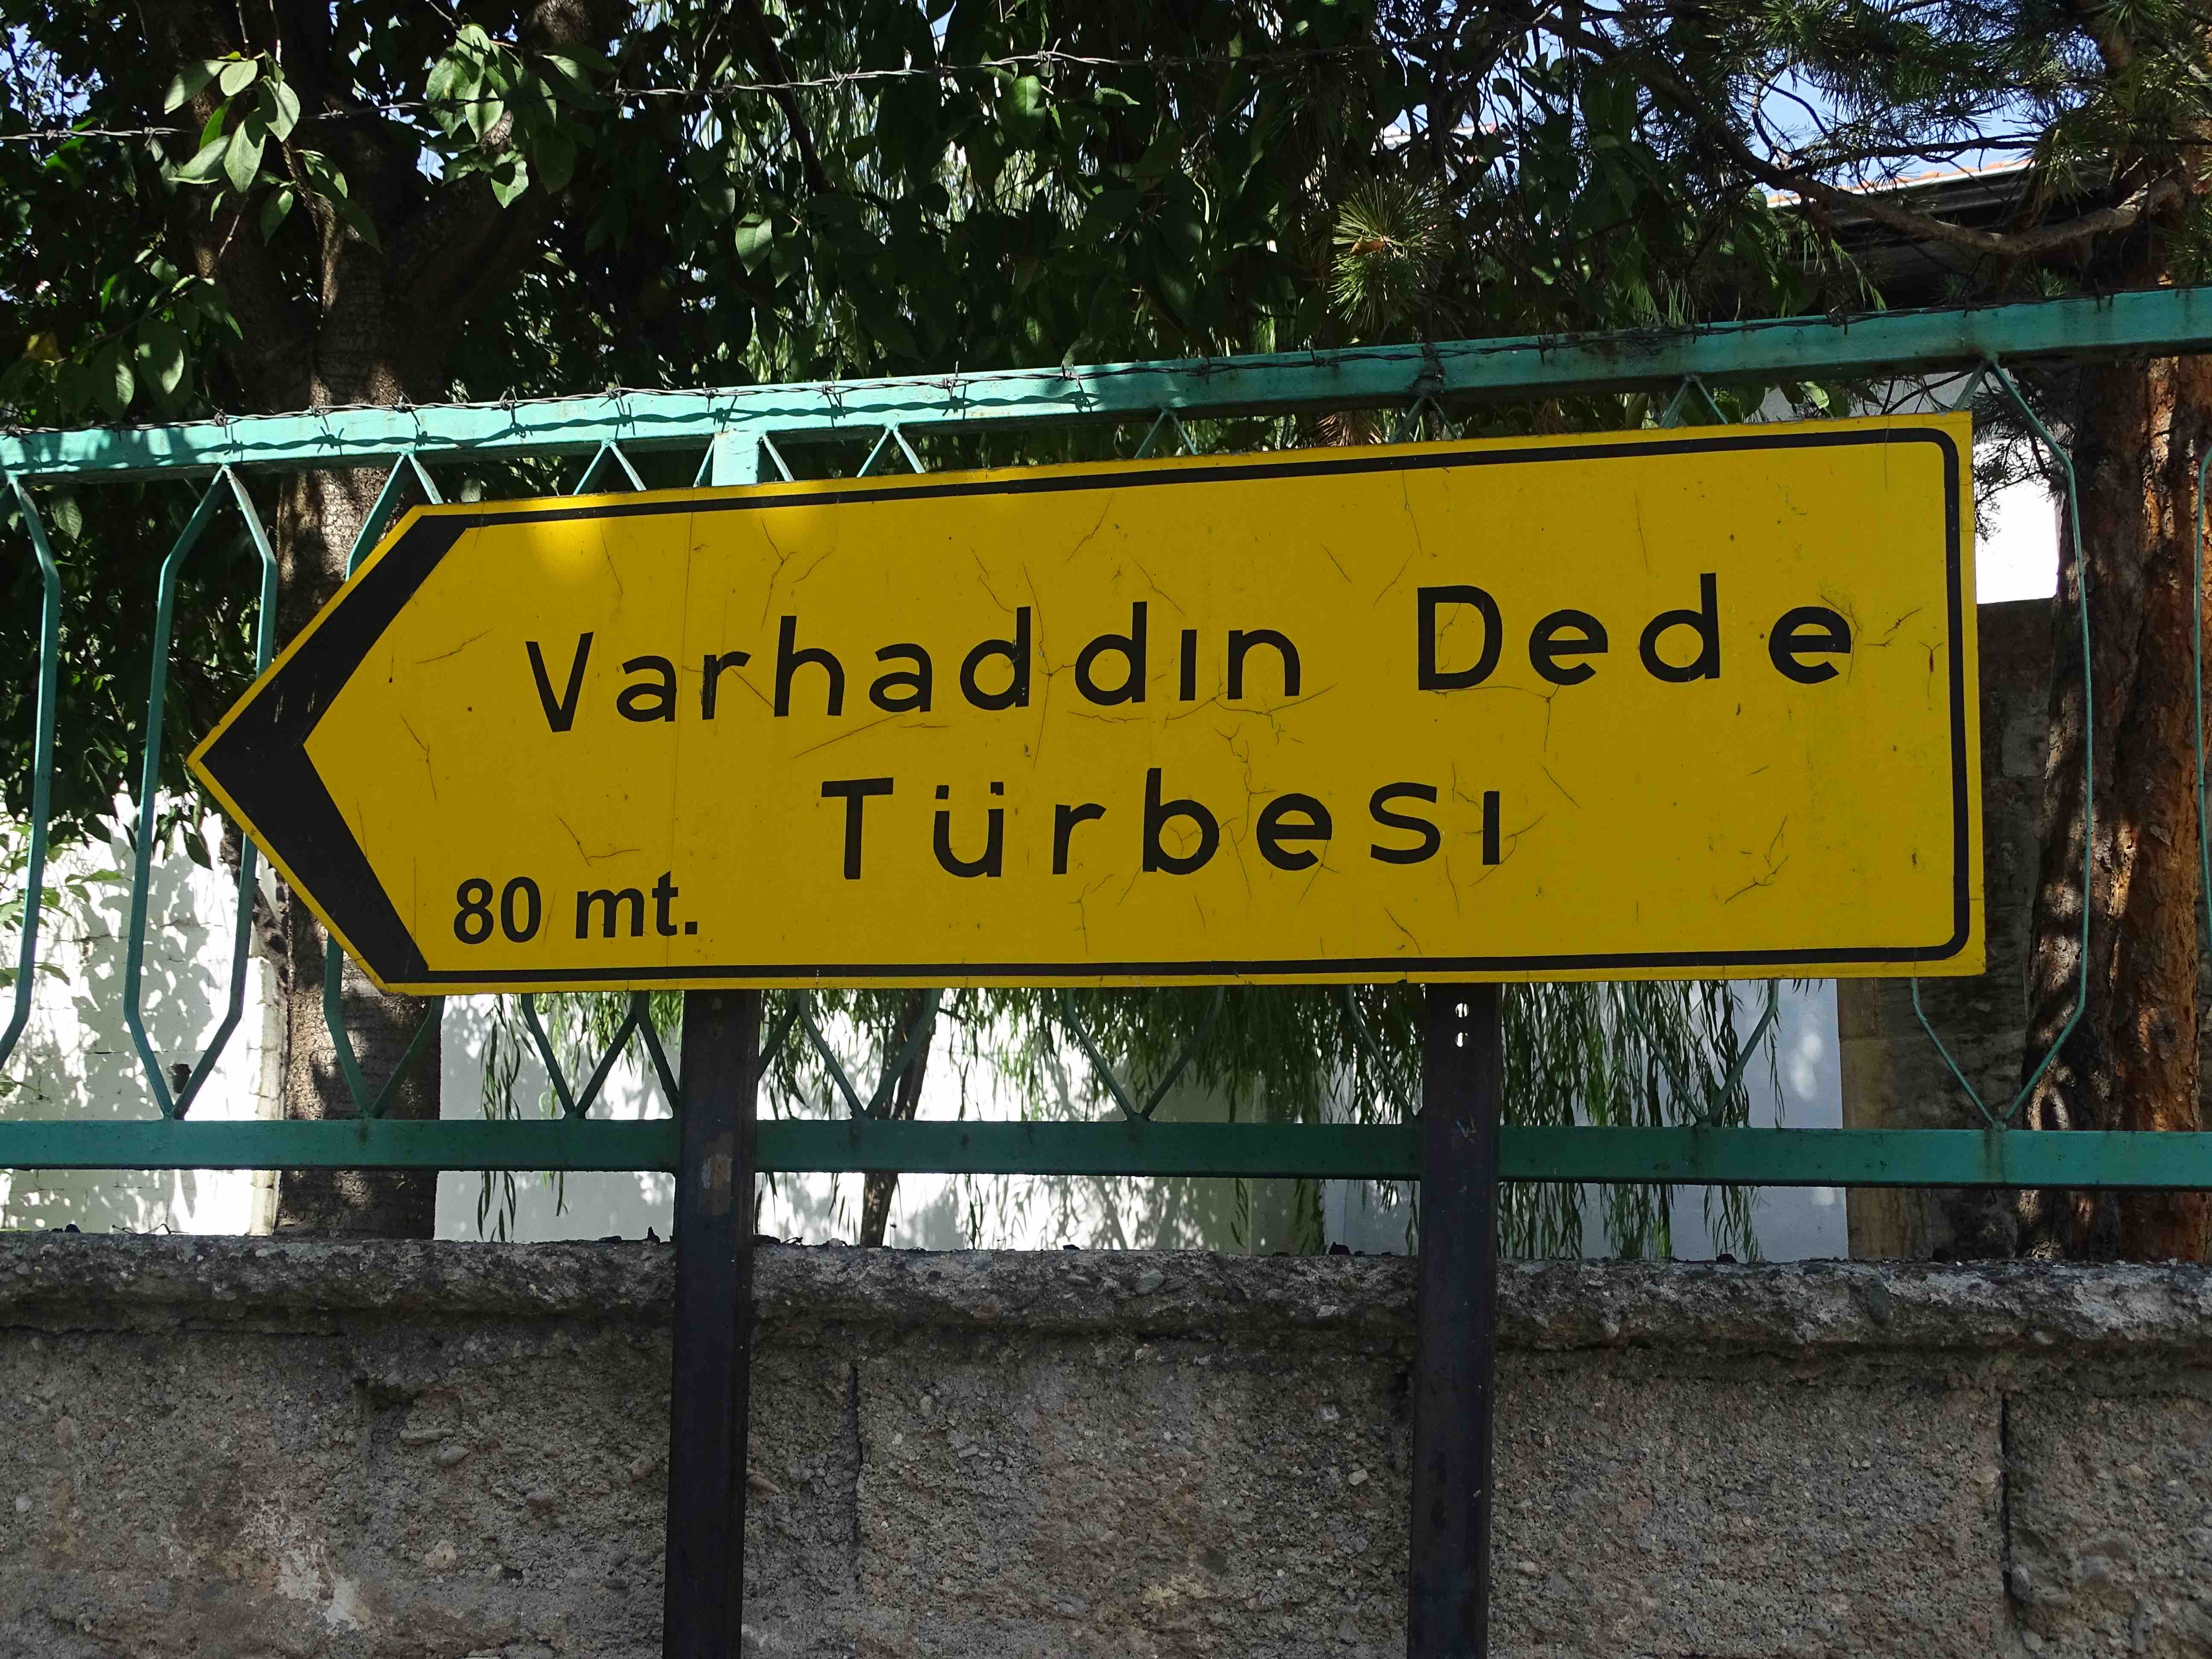 Varhaddın Dede
Türbesı
80 mt.